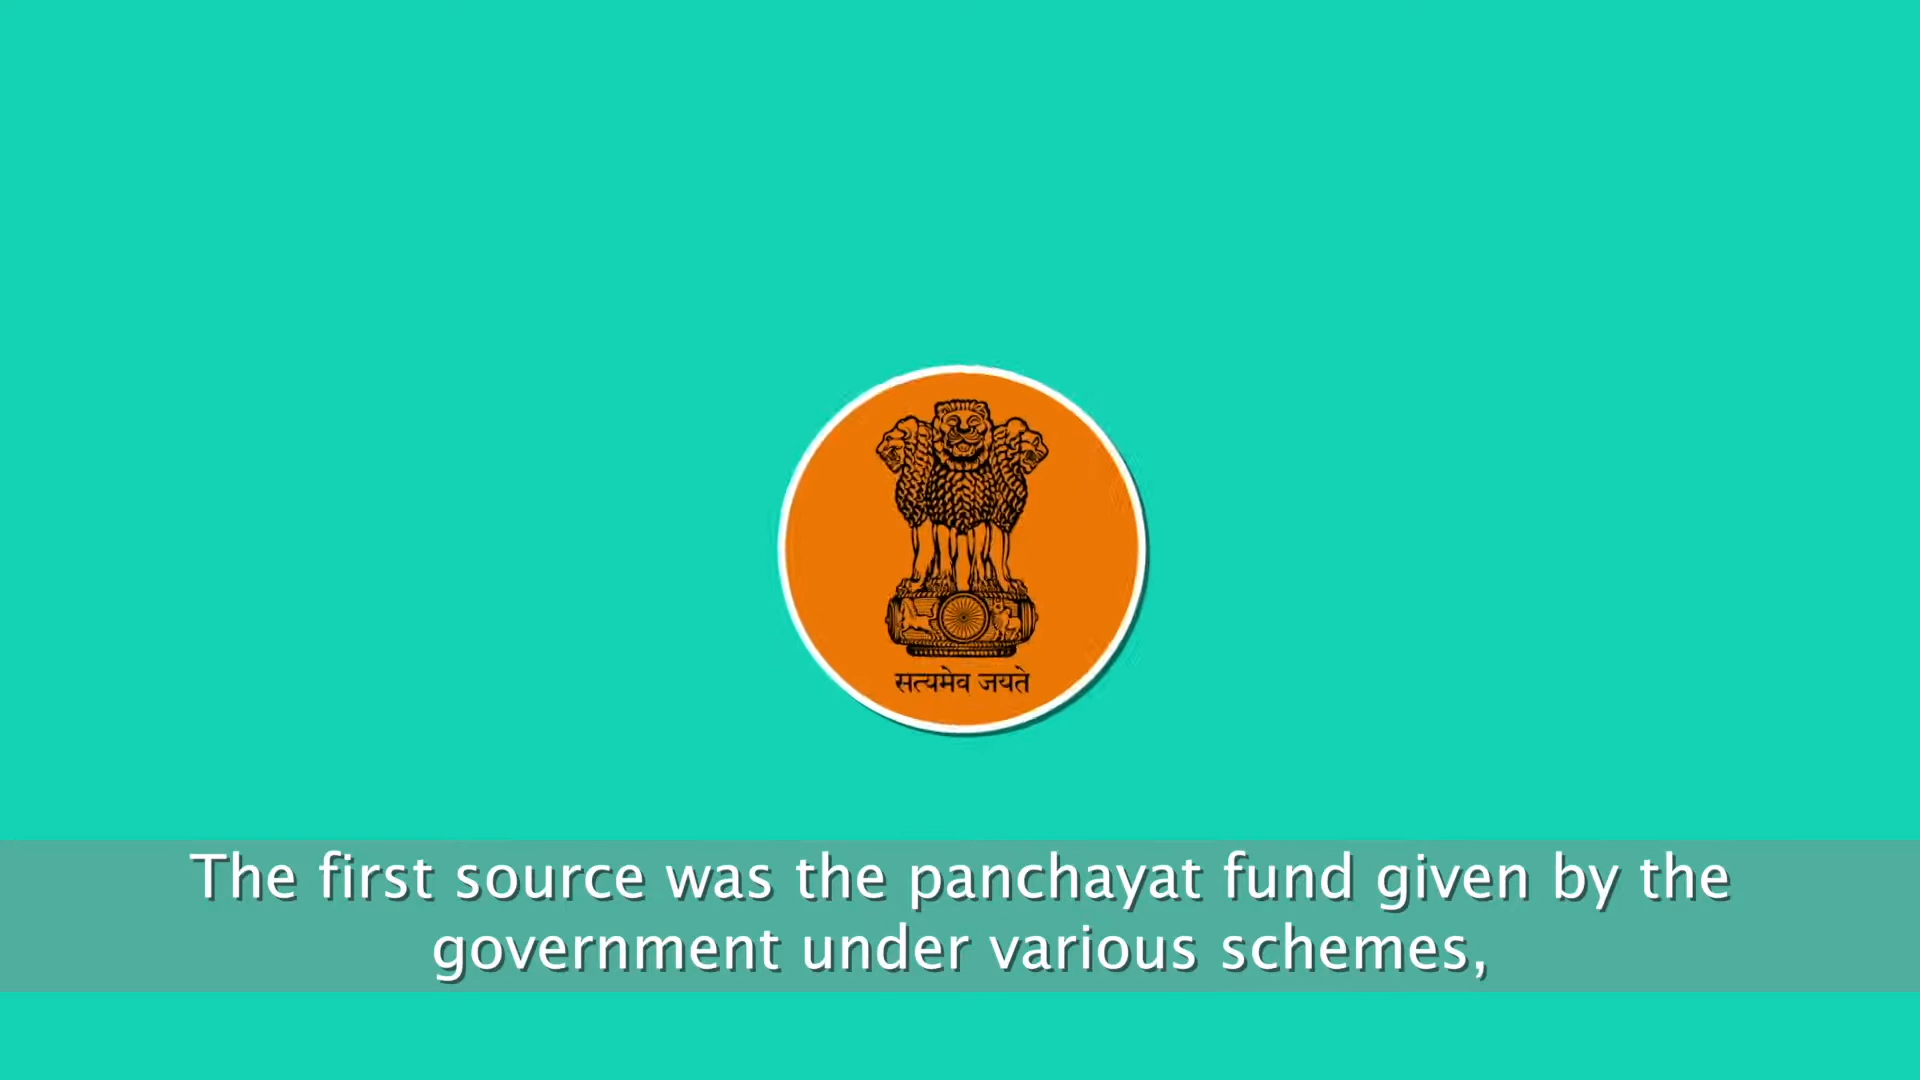 सत्यमेव जयते
The first source was the panchayat fund given by the
government under various schemes,